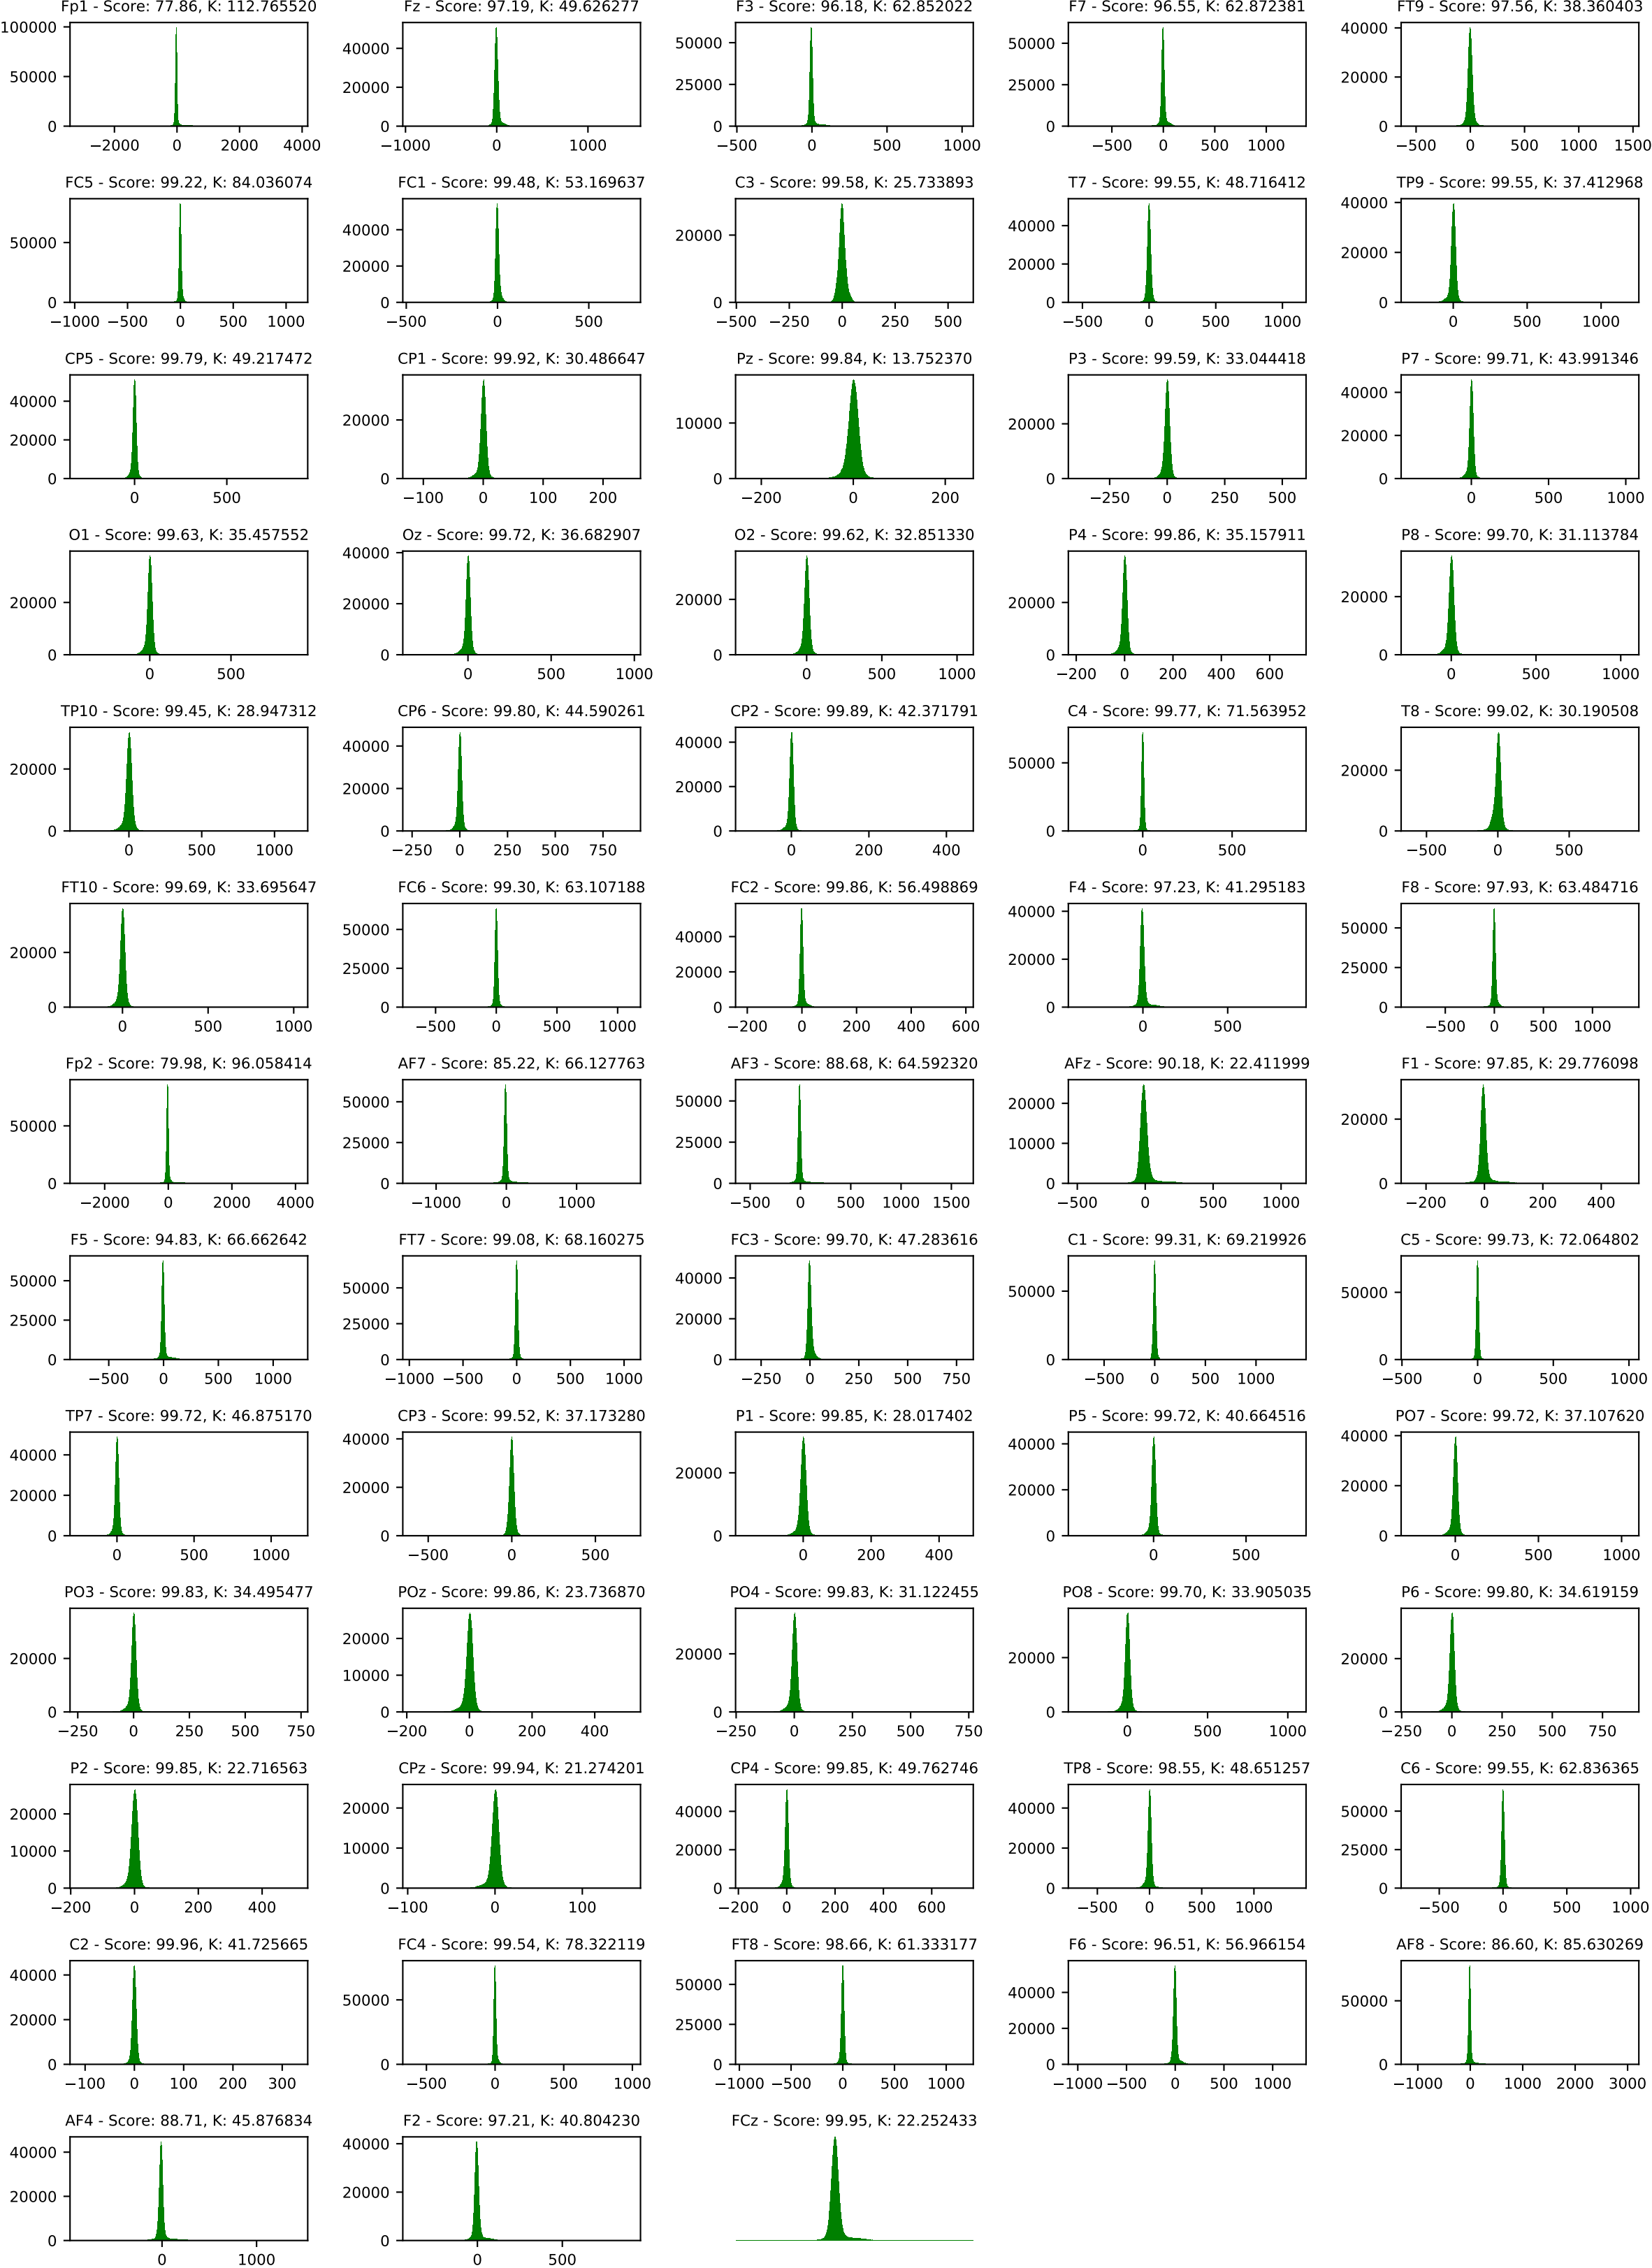 Fp1 - Score: 77.86, K: 112.765520 Fz - Score: 97.19, K: 49.626277 F3 - Score: 96.18, K: 62.852022 F7 - Score: 96.55, K: 62.872381 FT9 - Score: 97.56, K: 38.360403
100000 50000 0 40000 20000 0 50000 25000 0 50000 25000 0 40000 20000 0
−2000 0 2000 4000 −1000 0 1000 −500 0 500 1000 −500 0 500 1000 −500 0 500 1000 1500
FC5 - Score: 99.22, K: 84.036074 FC1 - Score: 99.48, K: 53.169637 C3 - Score: 99.58, K: 25.733893 T7 - Score: 99.55, K: 48.716412 TP9 - Score: 99.55, K: 37.412968
50000 0 40000 20000 0 20000 0 40000 20000 0 40000 20000 0
−1000 −500 0 500 1000 −500 0 500 −500 −250 0 250 500 −500 0 500 1000 0 500 1000
CP5 - Score: 99.79, K: 49.217472 CP1 - Score: 99.92, K: 30.486647 Pz - Score: 99.84, K: 13.752370 P3 - Score: 99.59, K: 33.044418 P7 - Score: 99.71, K: 43.991346
40000 20000 0 20000 0 10000 0 20000 0 40000 20000 0
0 500 −100 0 100 200 −200 0 200 −250 0 250 500 0 500 1000
O1 - Score: 99.63, K: 35.457552 Oz - Score: 99.72, K: 36.682907 O2 - Score: 99.62, K: 32.851330 P4 - Score: 99.86, K: 35.157911 P8 - Score: 99.70, K: 31.113784
20000 0 40000 20000 0 20000 0 20000 0 20000 0
0 500 0 500 1000 0 500 1000 −200 0 200 400 600 0 500 1000
TP10 - Score: 99.45, K: 28.947312 CP6 - Score: 99.80, K: 44.590261 CP2 - Score: 99.89, K: 42.371791 C4 - Score: 99.77, K: 71.563952 T8 - Score: 99.02, K: 30.190508
20000 0 40000 20000 0 40000 20000 0 50000 0 20000 0
0 500 1000 −250 0 250 500 750 0 200 400 0 500 −500 0 500
FT10 - Score: 99.69, K: 33.695647 FC6 - Score: 99.30, K: 63.107188 FC2 - Score: 99.86, K: 56.498869 F4 - Score: 97.23, K: 41.295183 F8 - Score: 97.93, K: 63.484716
20000 0 50000 25000 0 40000 20000 0 40000 20000 0 50000 25000 0
0 500 1000 −500 0 500 1000 −200 0 200 400 600 0 500 −500 0 500 1000
Fp2 - Score: 79.98, K: 96.058414 AF7 - Score: 85.22, K: 66.127763 AF3 - Score: 88.68, K: 64.592320 AFz - Score: 90.18, K: 22.411999 F1 - Score: 97.85, K: 29.776098
50000 0 50000 25000 0 50000 25000 0 20000 10000 0 20000 0
−2000 0 2000 4000 −1000 0 1000 −500 0 500 1000 1500 −500 0 500 1000 −200 0 200 400
F5 - Score: 94.83, K: 66.662642 FT7 - Score: 99.08, K: 68.160275 FC3 - Score: 99.70, K: 47.283616 C1 - Score: 99.31, K: 69.219926 C5 - Score: 99.73, K: 72.064802
50000 25000 0 50000 25000 0 40000 20000 0 50000 0 50000 0
−500 0 500 1000 −1000 −500 0 500 1000 −250 0 250 500 750 −500 0 500 1000 −500 0 500 1000
TP7 - Score: 99.72, K: 46.875170 CP3 - Score: 99.52, K: 37.173280 P1 - Score: 99.85, K: 28.017402 P5 - Score: 99.72, K: 40.664516 PO7 - Score: 99.72, K: 37.107620
40000 20000 0 40000 20000 0 20000 0 40000 20000 0 40000 20000 0
0 500 1000 −500 0 500 0 200 400 0 500 0 500 1000
PO3 - Score: 99.83, K: 34.495477 POz - Score: 99.86, K: 23.736870 PO4 - Score: 99.83, K: 31.122455 PO8 - Score: 99.70, K: 33.905035 P6 - Score: 99.80, K: 34.619159
20000 0 20000 10000 0 20000 0 20000 0 20000 0
−250 0 250 500 750 −200 0 200 400 −250 0 250 500 750 0 500 1000 −250 0 250 500 750
P2 - Score: 99.85, K: 22.716563 CPz - Score: 99.94, K: 21.274201 CP4 - Score: 99.85, K: 49.762746 TP8 - Score: 98.55, K: 48.651257 C6 - Score: 99.55, K: 62.836365
20000 10000 0 20000 10000 0 40000 20000 0 40000 20000 0 50000 25000 0
−200 0 200 400 −100 0 100 −200 0 200 400 600 −500 0 500 1000 −500 0 500 1000
C2 - Score: 99.96, K: 41.725665 FC4 - Score: 99.54, K: 78.322119 FT8 - Score: 98.66, K: 61.333177 F6 - Score: 96.51, K: 56.966154 AF8 - Score: 86.60, K: 85.630269
40000 20000 0 50000 0 50000 25000 0 40000 20000 0 50000 0
−100 0 100 200 300 −500 0 500 1000 −1000 −500 0 500 1000 −1000 −500 0 500 1000 −1000 0 1000 2000 3000
AF4 - Score: 88.71, K: 45.876834 F2 - Score: 97.21, K: 40.804230 FCz - Score: 99.95, K: 22.252433
40000 20000 0 40000 20000 0
0 1000 0 500